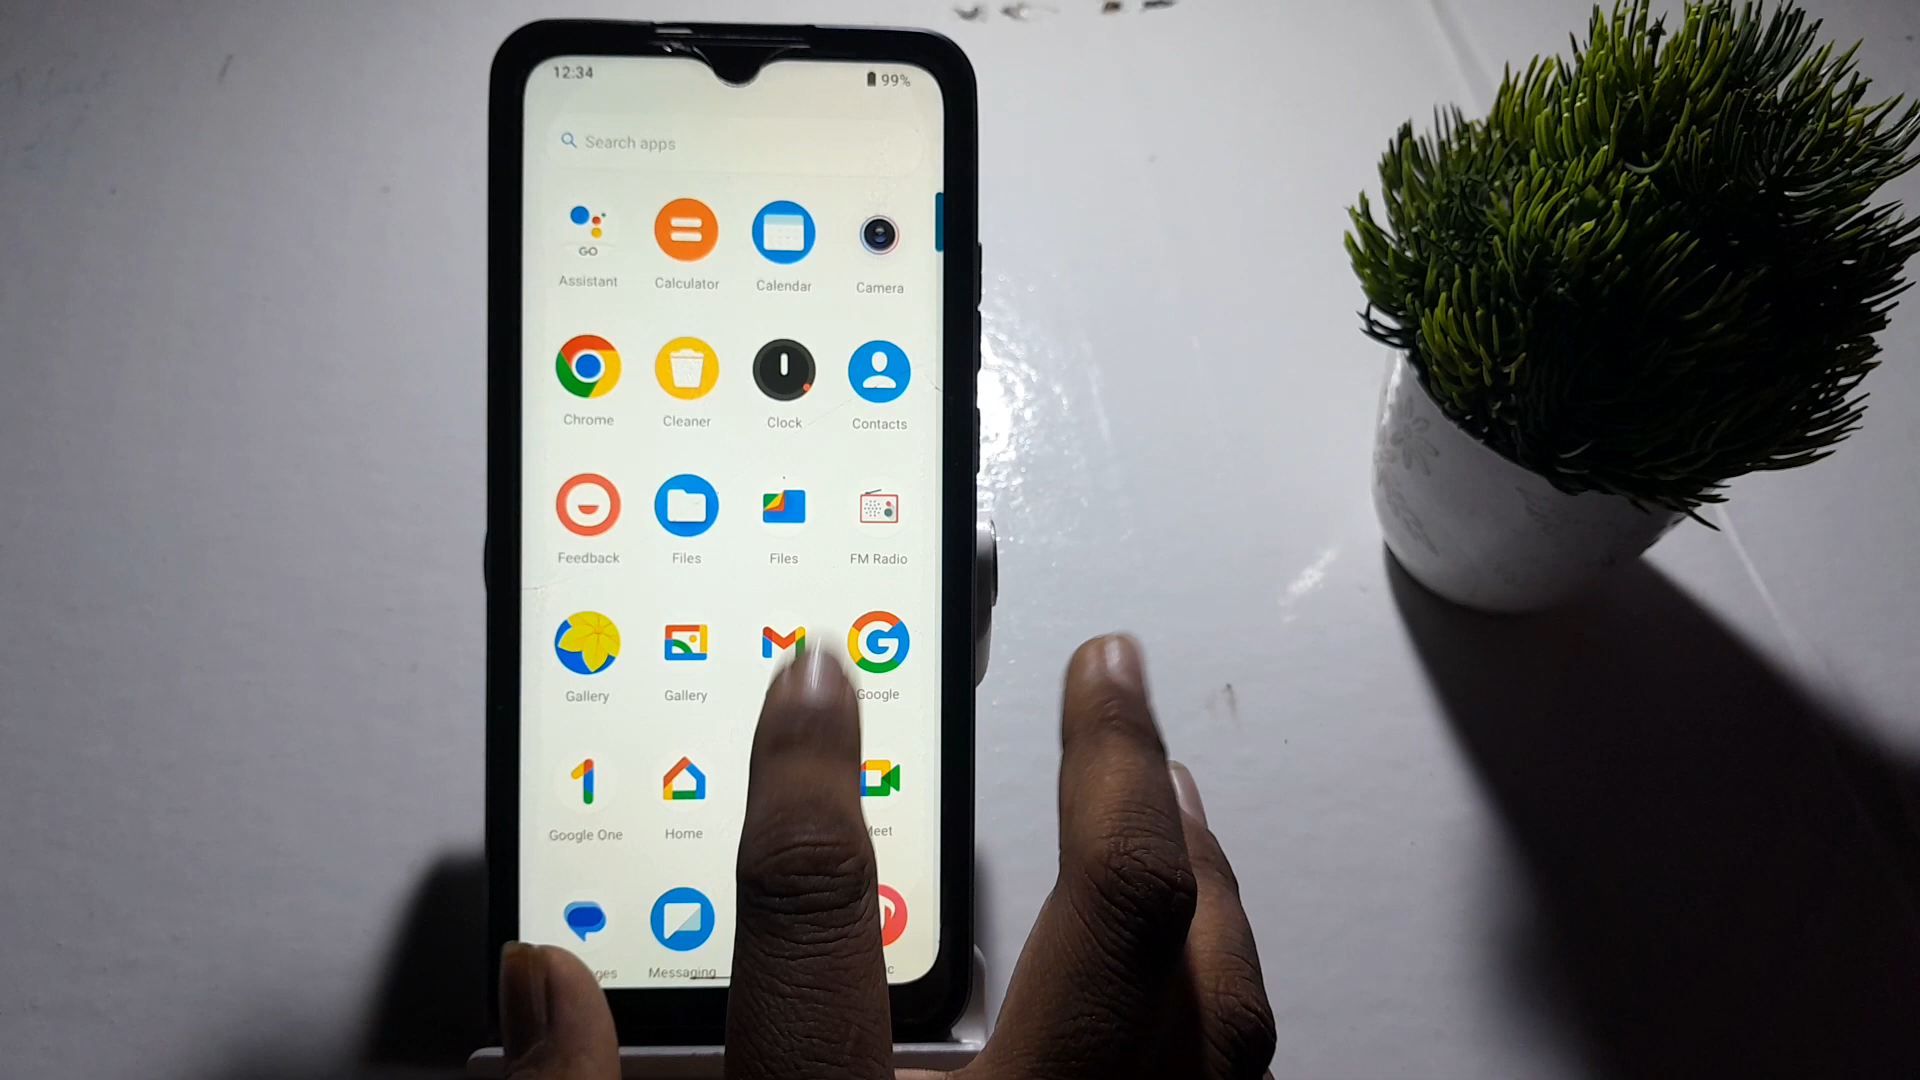 12:34 99%
Search apps
GO
Assistant Calculator Calendar Camera
Chrome Cleaner Clock Contacts
Feedback Files Files FM Radio
Gallery Gallery Google
Google One Home Meet
Messaging